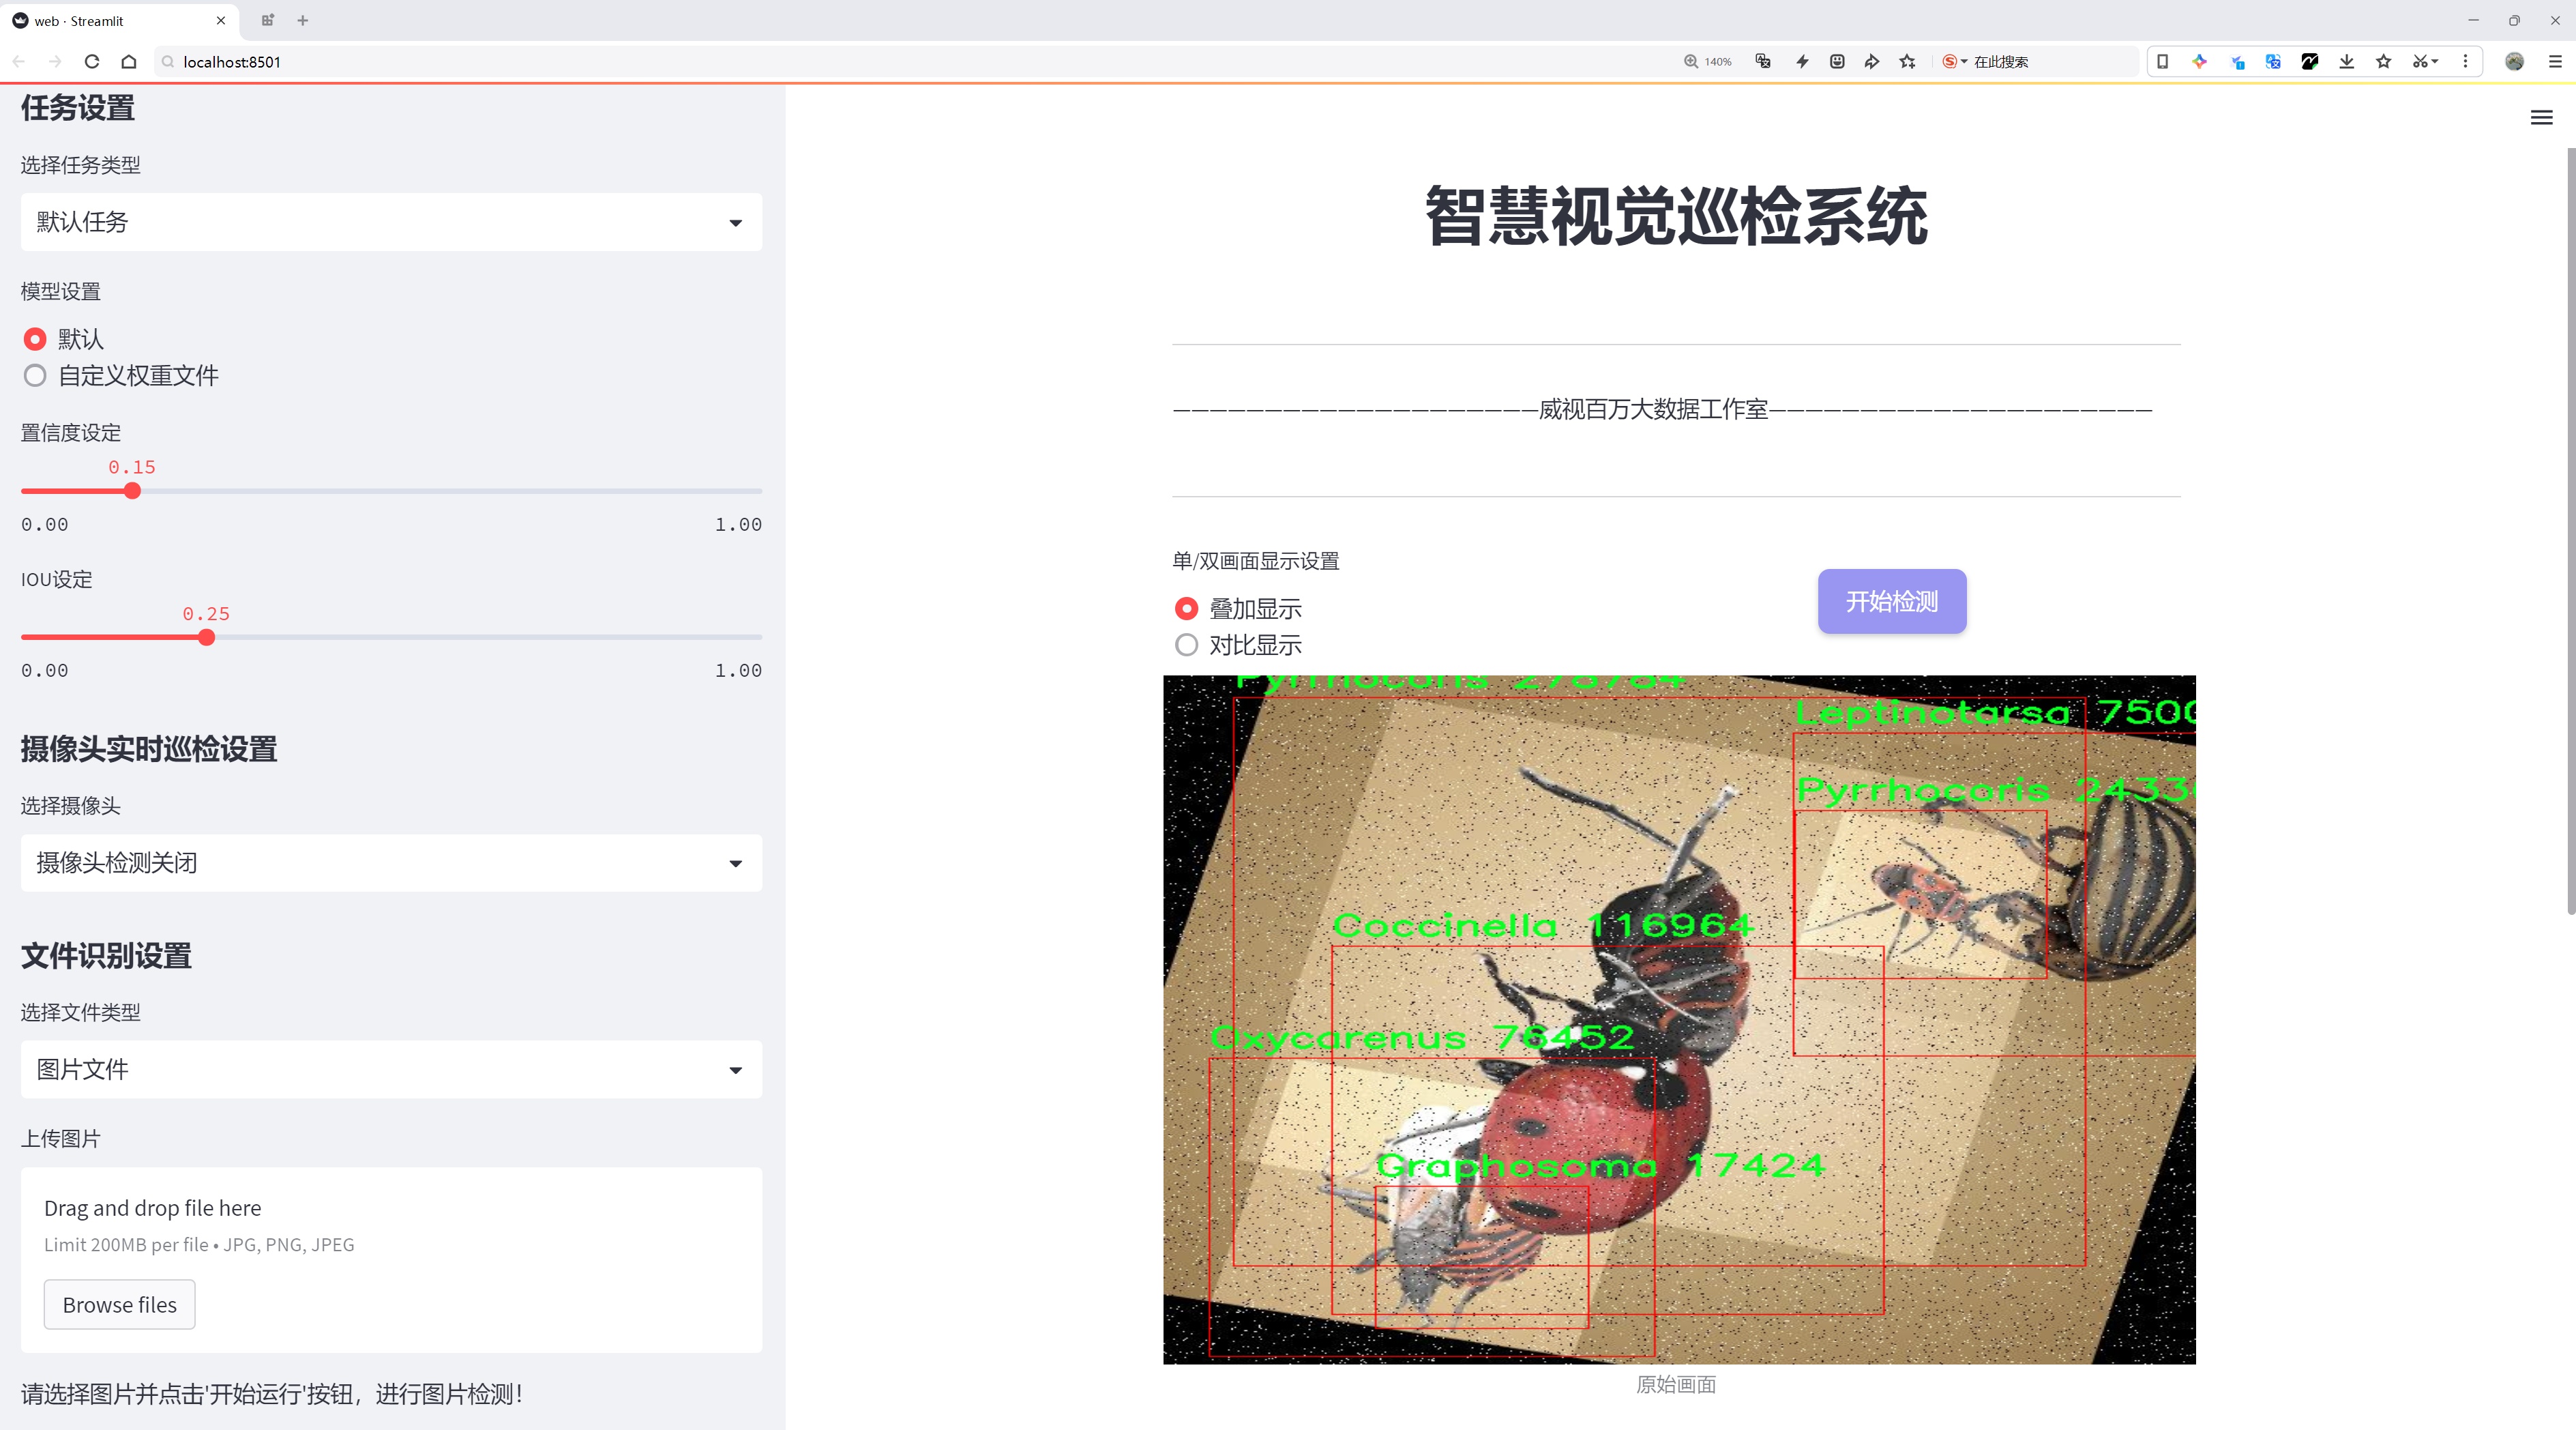 web · Streamlit
localhost:8501
140%
在此搜索
任务设置
选择任务类型
默认任务
模型设置
默认
自定义权重文件
置信度设定
0.15
0.00 1.00
IOU设定
0.25
0.00 1.00
摄像头实时巡检设置
选择摄像头
摄像头检测关闭
文件识别设置
选择文件类型
图片文件
上传图片
Drag and drop file here
Limit 200MB per file • JPG, PNG, JPEG
Browse files
请选择图片并点击'开始运行'按钮，进行图片检测！
智慧视觉巡检系统
—————————————————————威视百万大数据工作室—————————————————————
单/双画面显示设置
叠加显示
对比显示
开始检测
Pyrrhocoris 278784
Leptinotarsa 7500
Pyrrhocoris 2433
Coccinella 116964
Oxycarenus 76452
Graphosoma 17424
原始画面